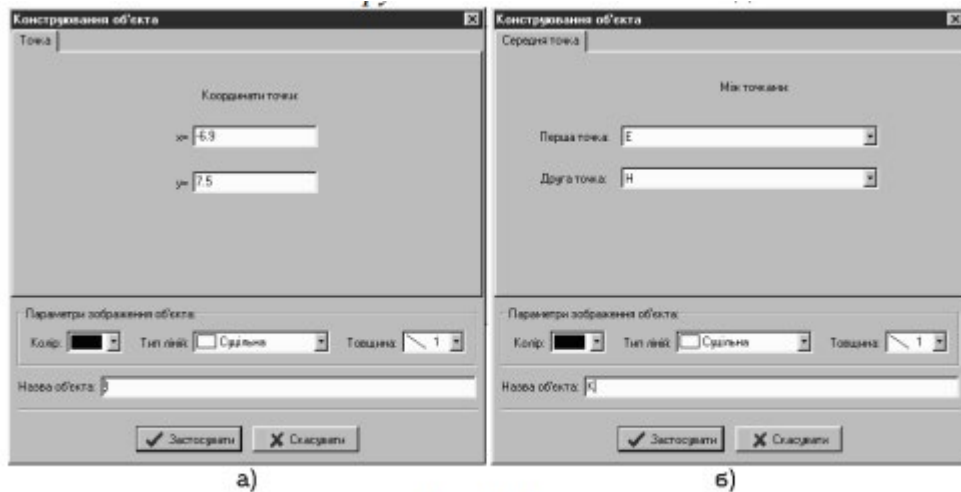 Конструювання об'єкта
Точка
Координати точки:
x= -6.9
y= 7.5
Параметри зображення об'єкта:
Колір: Тип ліній: Суцільна Товщина: 1
Назва об'єкта:
Застосувати Скасувати
а)
Конструювання об'єкта
Середня точка
Між точками:
Перша точка: E
Друга точка: H
Параметри зображення об'єкта:
Колір: Тип ліній: Суцільна Товщина: 1
Назва об'єкта: K
Застосувати Скасувати
б)